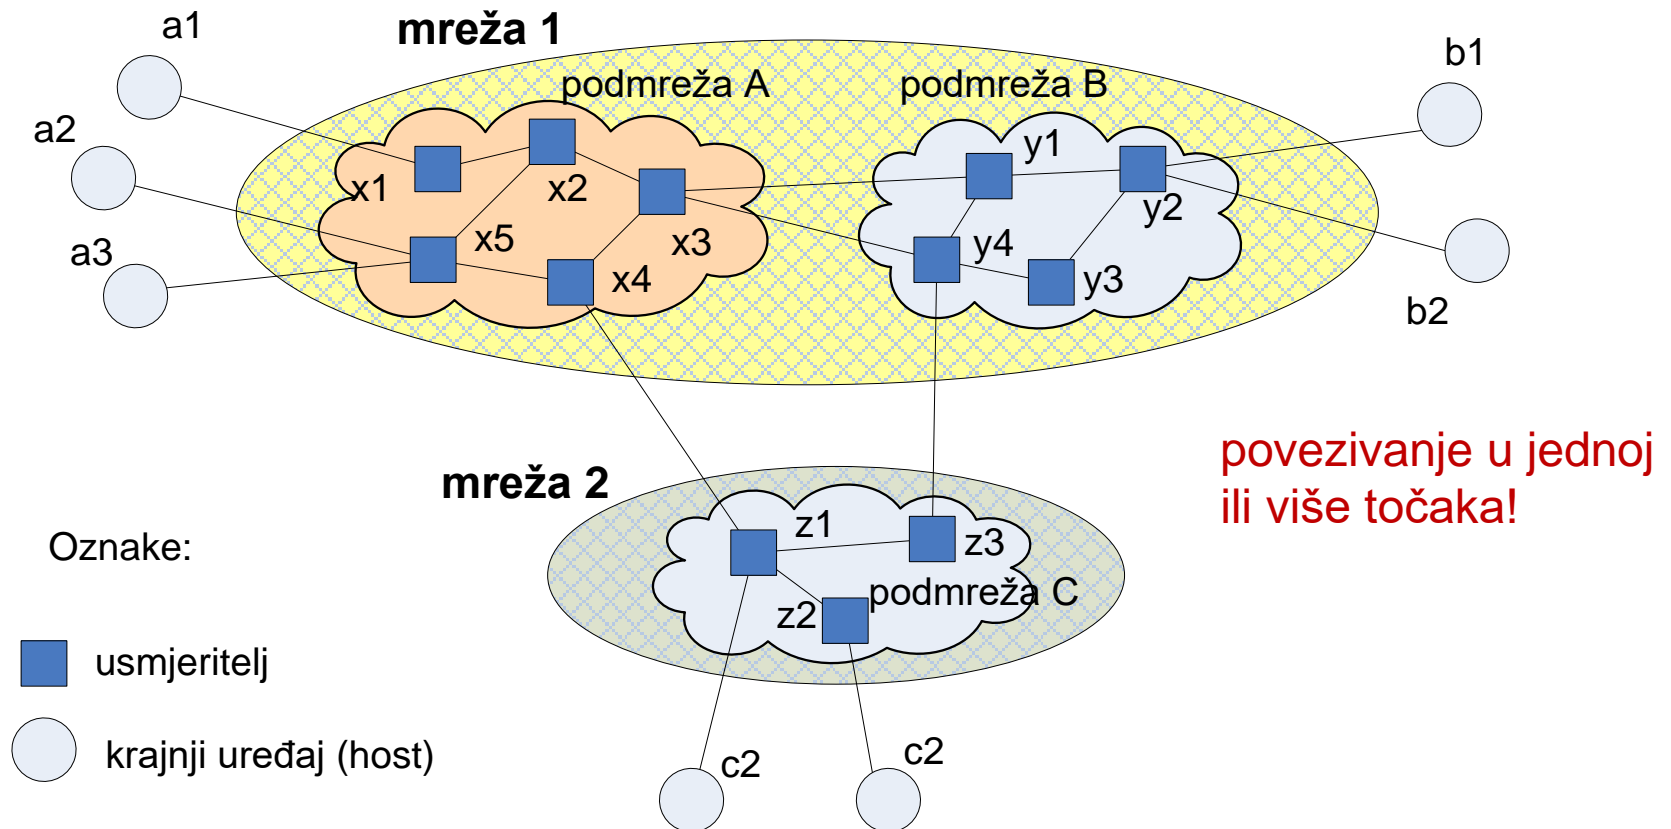 a1
mreža 1
b1
podmreža A
podmreža B
a2
y1
x1
x2
y2
a3
x5
x3
y4
x4
y3
b2
povezivanje u jednoj
ili više točaka!
mreža 2
z1
z3
Oznake:
podmreža C
z2
usmjeritelj
krajnji uređaj (host)
c2
c2